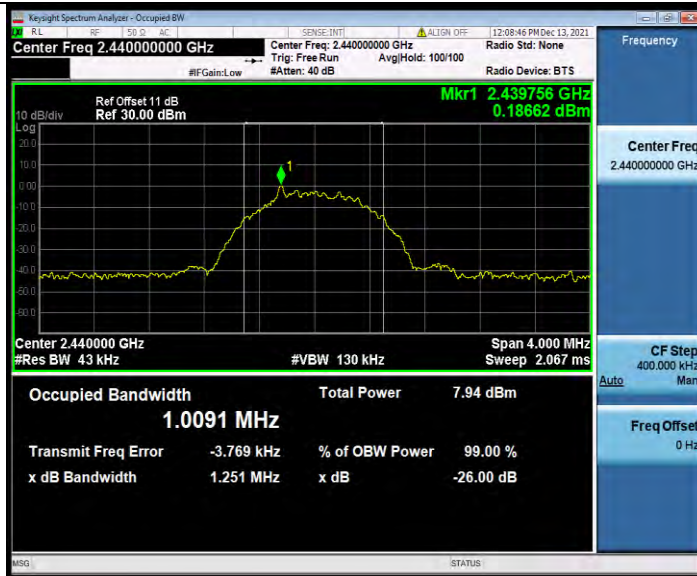 Keysight Spectrum Analyzer - Occupied BW
RL RF 50 Ω AC SENSE:INT ALIGN OFF 12:08:46 PM Dec 13, 2021
Center Freq 2.440000000 GHz Center Freq: 2.440000000 GHz Radio Std: None Frequency
Trig: Free Run Avg|Hold: 100/100
#IFGain:Low #Atten: 40 dB Radio Device: BTS
Ref Offset 11 dB Mkr1 2.439756 GHz
10 dB/div Ref 30.00 dBm 0.18662 dBm
Log
20.0
10.0
0.00
-10.0
-20.0
-30.0
-40.0
-50.0
-60.0
1
Center Freq
2.440000000 GHz
Center 2.440000 GHz Span 4.000 MHz
#Res BW 43 kHz #VBW 130 kHz Sweep 2.067 ms
CF Step
400.000 kHz
Auto Man
Occupied Bandwidth Total Power 7.94 dBm
1.0091 MHz
Transmit Freq Error -3.769 kHz % of OBW Power 99.00 %
x dB Bandwidth 1.251 MHz x dB -26.00 dB
Freq Offset
0 Hz
MSG STATUS